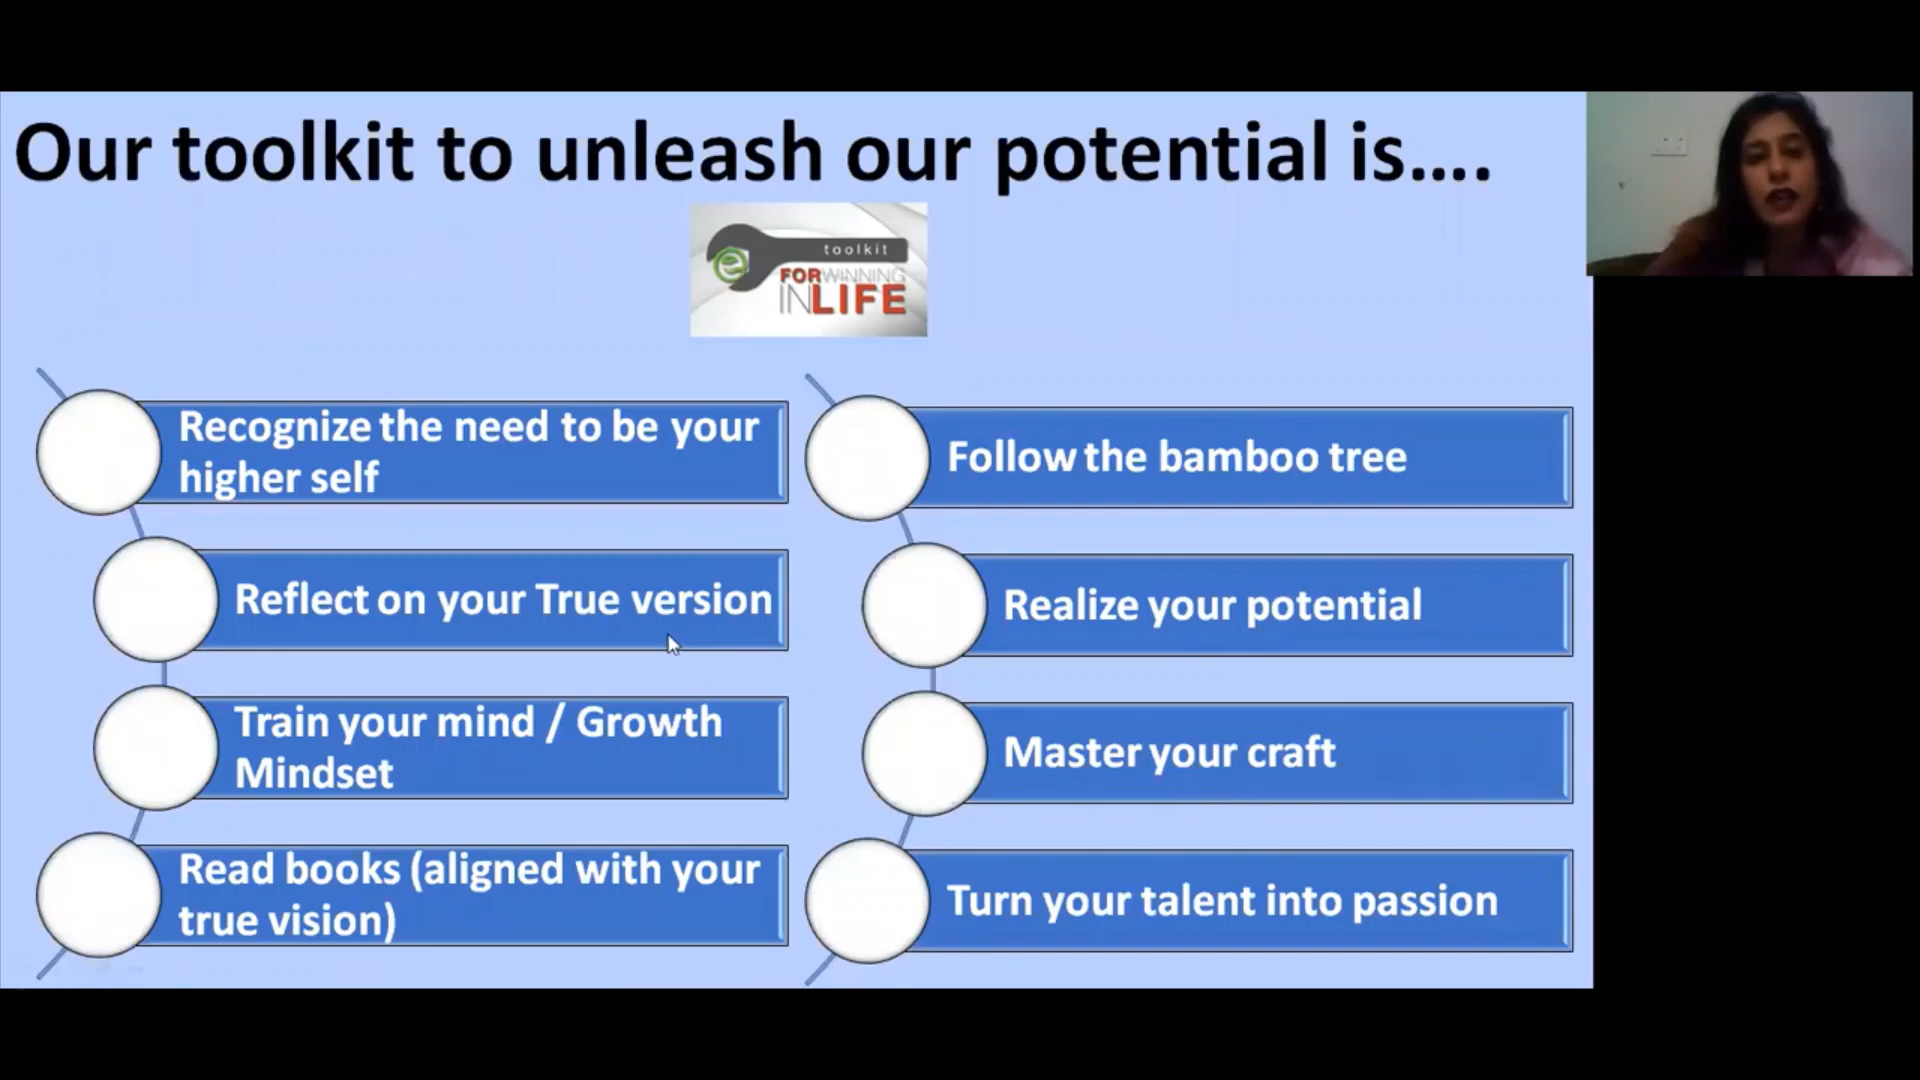 Our toolkit to unleash our potential is....
toolkit
FORWINNING
INLIFE
Recognize the need to be your
higher self
Reflect on your True version
Train your mind / Growth
Mindset
Read books (aligned with your
true vision)
Follow the bamboo tree
Realize your potential
Master your craft
Turn your talent into passion